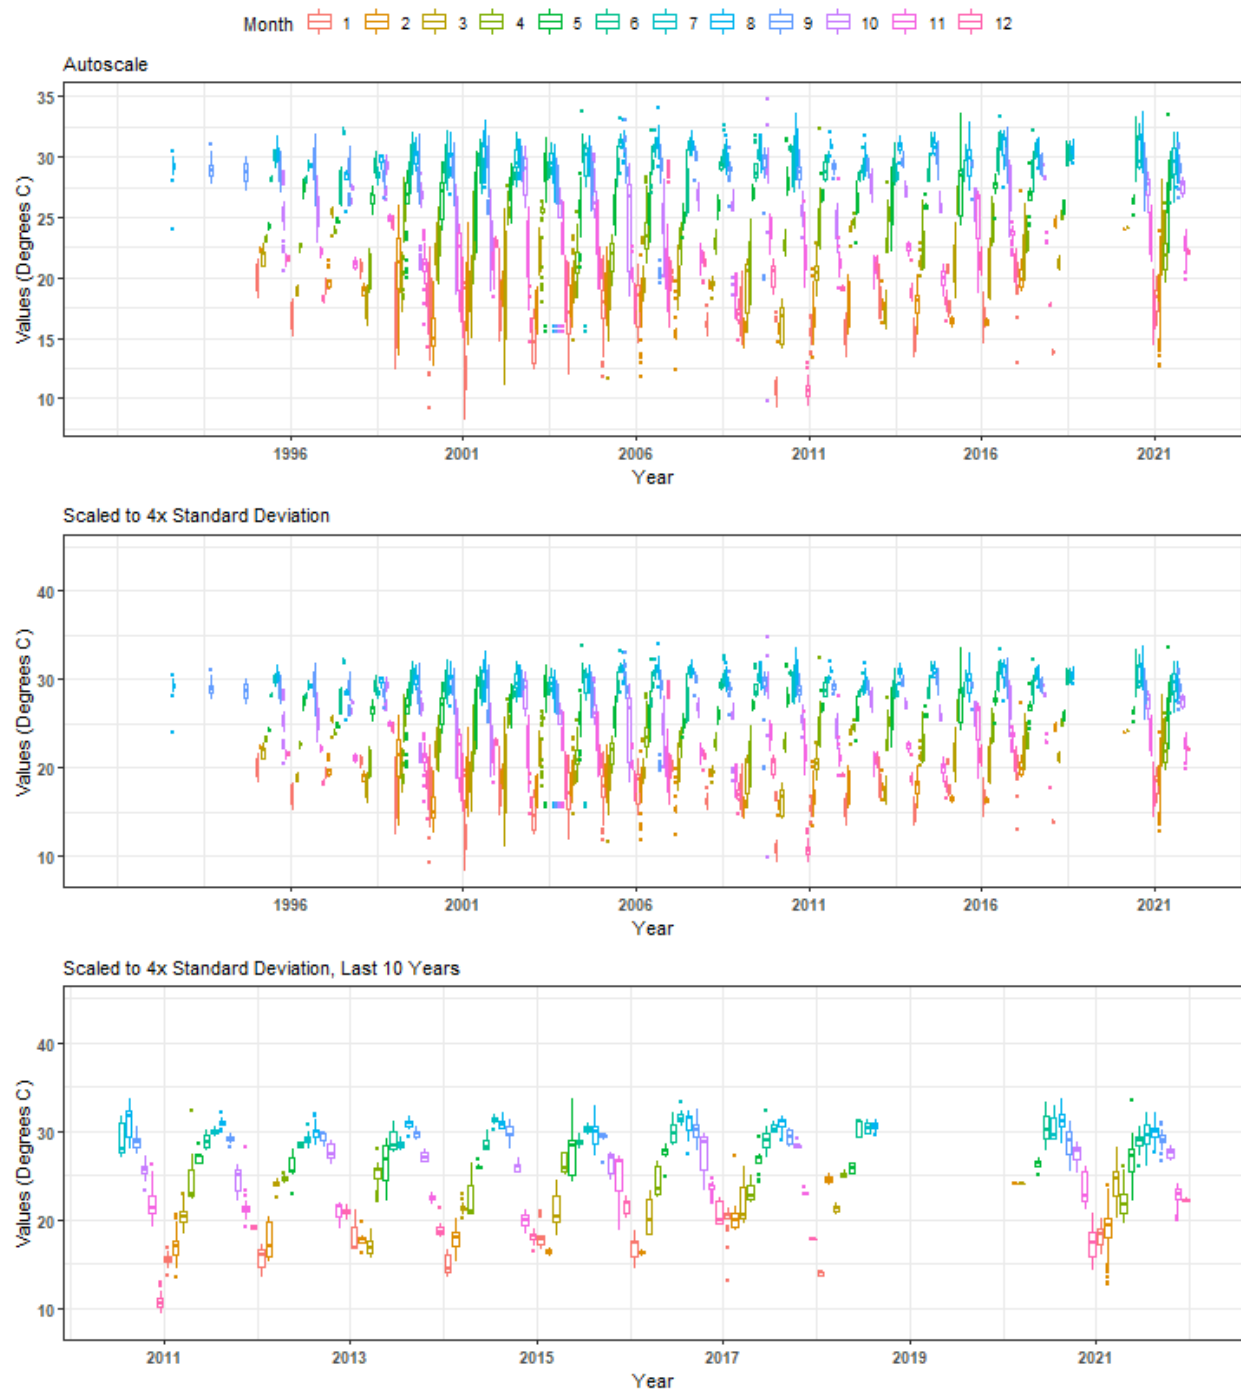 Month 1 2 3 4 5 6 7 8 9 10 11 12
Autoscale
35
30
25
20
15
10
Values (Degrees C)
1996 2001 2006 2011 2016 2021
Year
Scaled to 4x Standard Deviation
40
30
20
10
Values (Degrees C)
1996 2001 2006 2011 2016 2021
Year
Scaled to 4x Standard Deviation, Last 10 Years
40
30
20
10
Values (Degrees C)
2011 2013 2015 2017 2019 2021
Year